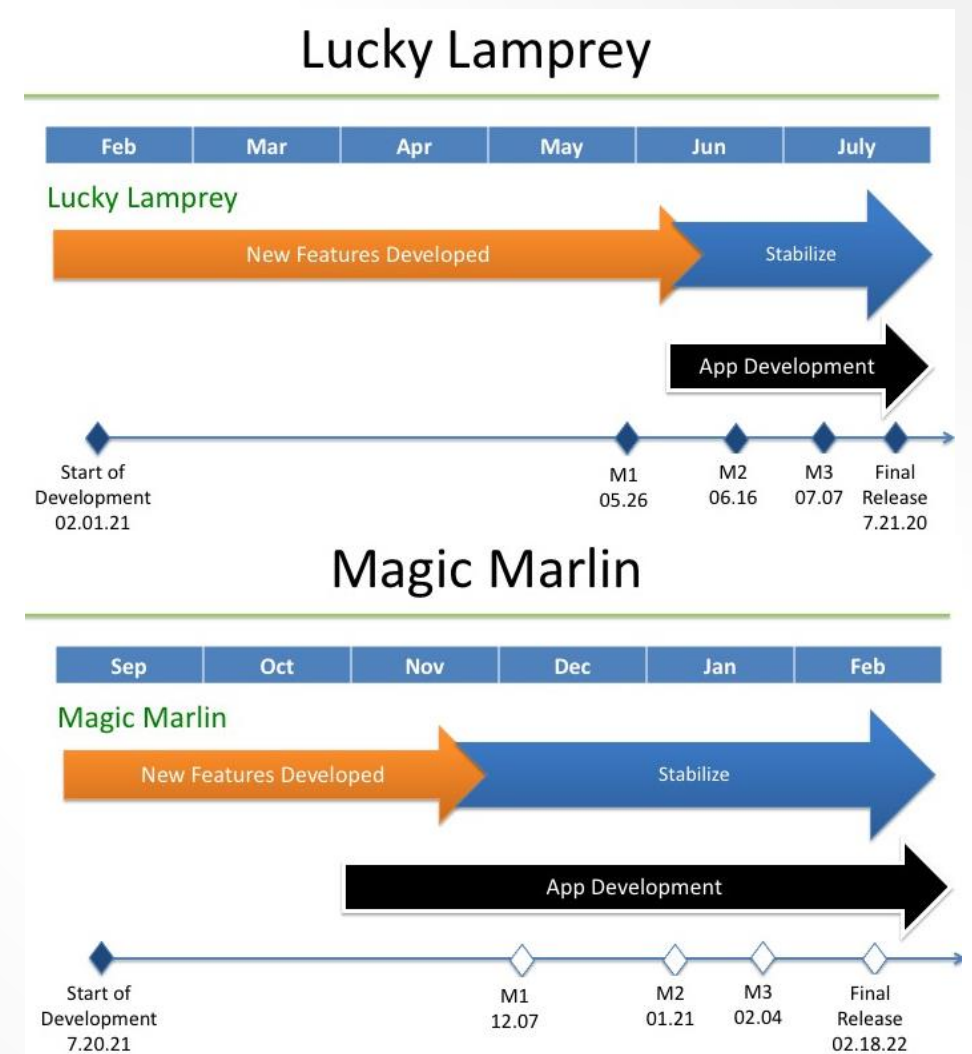 Lucky Lamprey
Feb Mar Apr May Jun July
Lucky Lamprey
New Features Developed
Stabilize
App Development
Start of
Development
02.01.21
M1
05.26
M2
06.16
M3
07.07
Final
Release
7.21.20
Magic Marlin
Sep Oct Nov Dec Jan Feb
Magic Marlin
New Features Developed
Stabilize
App Development
Start of
Development
7.20.21
M1
12.07
M2
01.21
M3
02.04
Final
Release
02.18.22